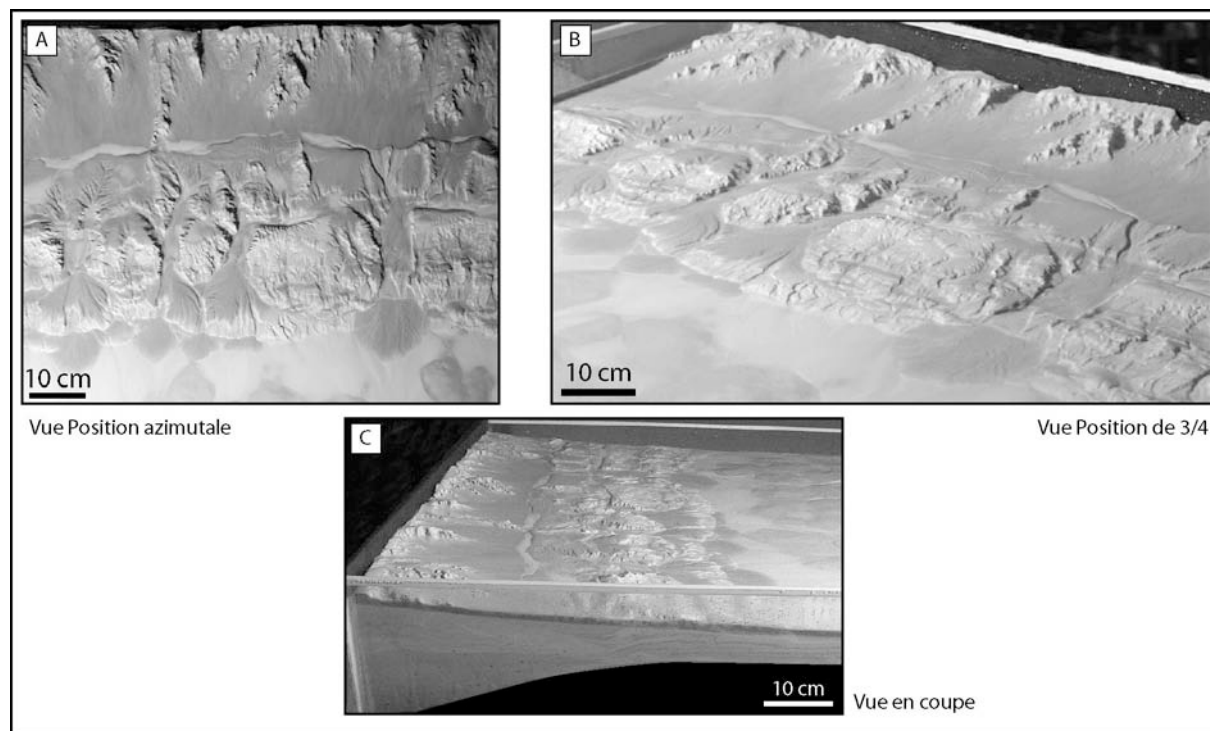 A
B
10 cm
10 cm
Vue Position azimutale
Vue Position de 3/4
C
10 cm
Vue en coupe